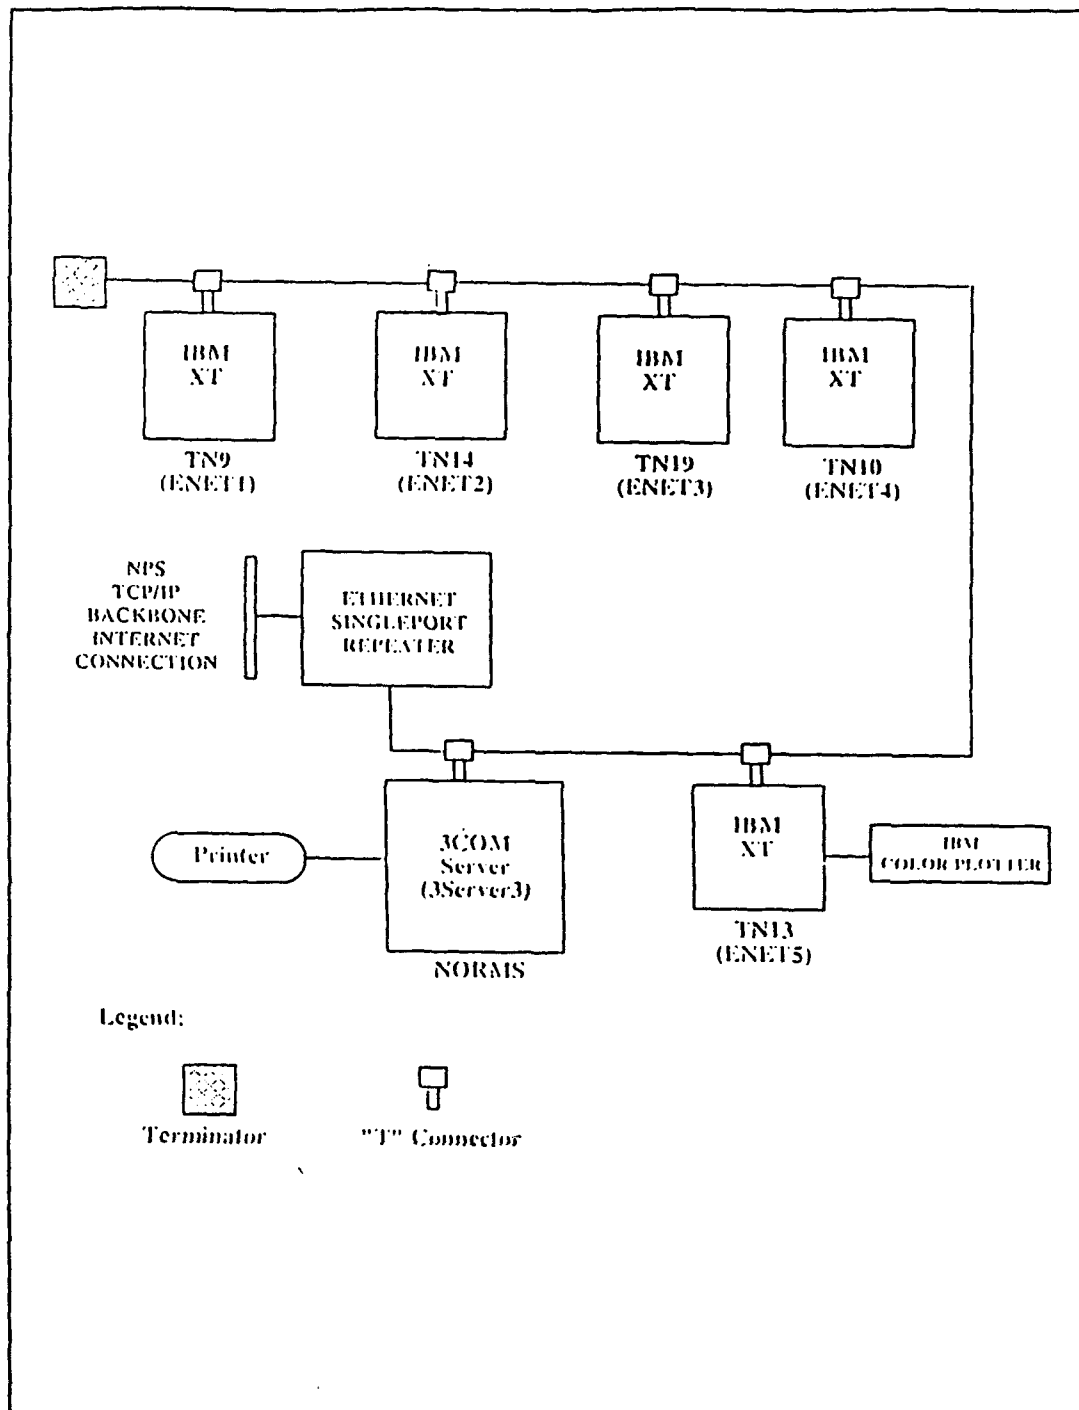 IBM
XT
TN9
(ENET1)
IBM
XT
TN14
(ENET2)
IBM
XT
TN19
(ENET3)
IBM
XT
TN10
(ENET4)
NPS
TCP/IP
BACKBONE
INTERNET
CONNECTION
ETHERNET
SINGLEPORT
REPEATER
Printer
3COM
Server
(3Server3)
NORMS
IBM
XT
TN13
(ENET5)
IBM
COLOR PLOTTER
Legend:
Terminator
"T" Connector